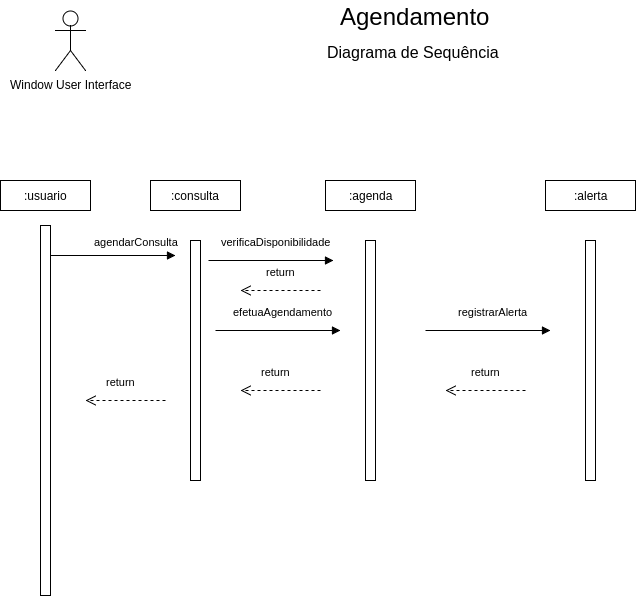 Agendamento
Diagrama de Sequência
Window User Interface
:usuario
:consulta
:agenda
:alerta
agendarConsulta
verificaDisponibilidade
return
efetuaAgendamento
registrarAlerta
return
return
return